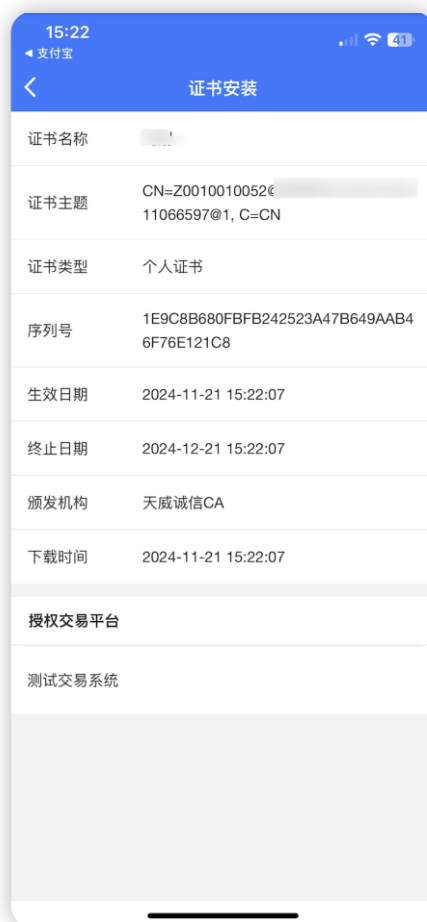 15:22
41
◀ 支付宝
证书安装
证书名称
证书主题 CN=Z0010010052@
11066597@1, C=CN
证书类型 个人证书
序列号 1E9C8B680FBFB242523A47B649AAB4
6F76E121C8
生效日期 2024-11-21 15:22:07
终止日期 2024-12-21 15:22:07
颁发机构 天威诚信CA
下载时间 2024-11-21 15:22:07
授权交易平台
测试交易系统